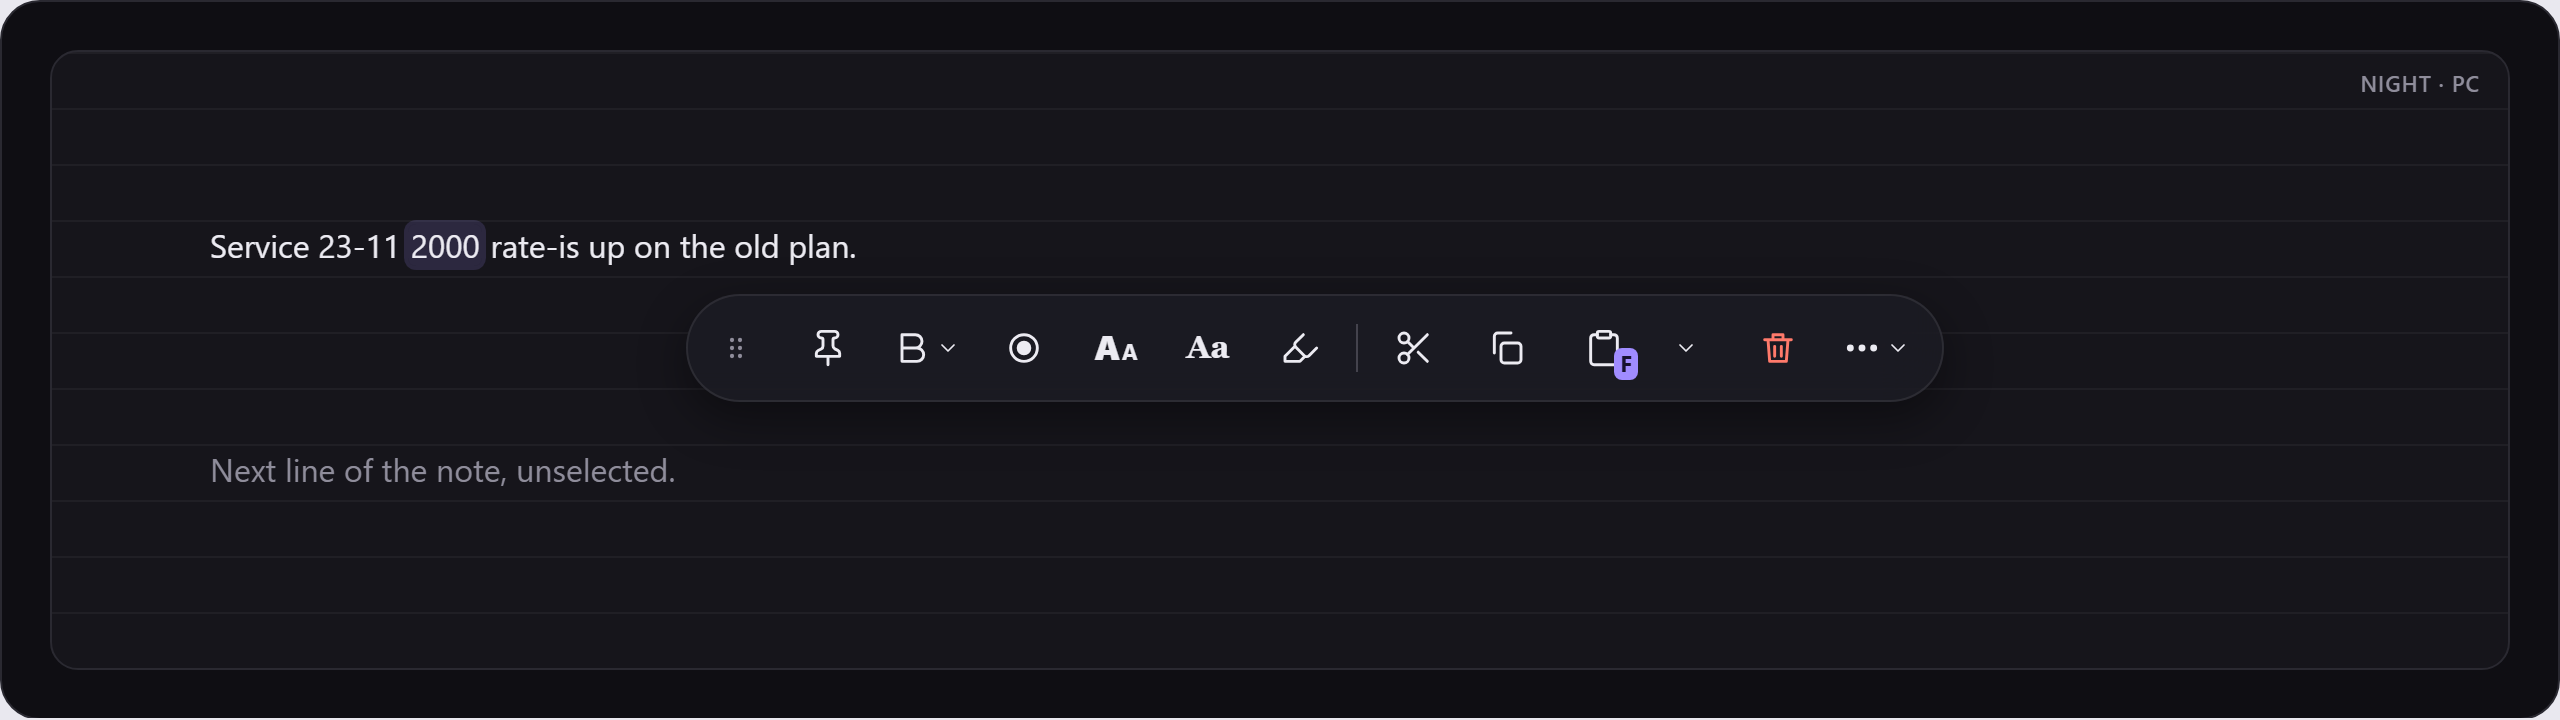 NIGHT · PC
Service 23-11 2000 rate-is up on the old plan.
B AA Aa F
Next line of the note, unselected.